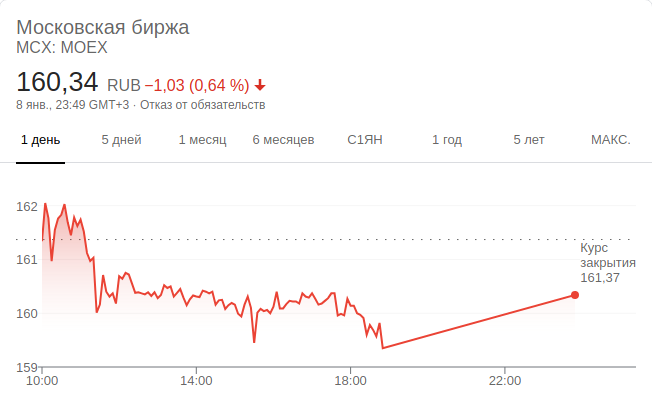 Московская биржа
MCX: MOEX
160,34 RUB −1,03 (0,64 %)
8 янв., 23:49 GMT+3 · Отказ от обязательств
1 день 5 дней 1 месяц 6 месяцев С1ЯН 1 год 5 лет МАКС.
162
Курс
закрытия
161,37
161
160
159
10:00 14:00 18:00 22:00